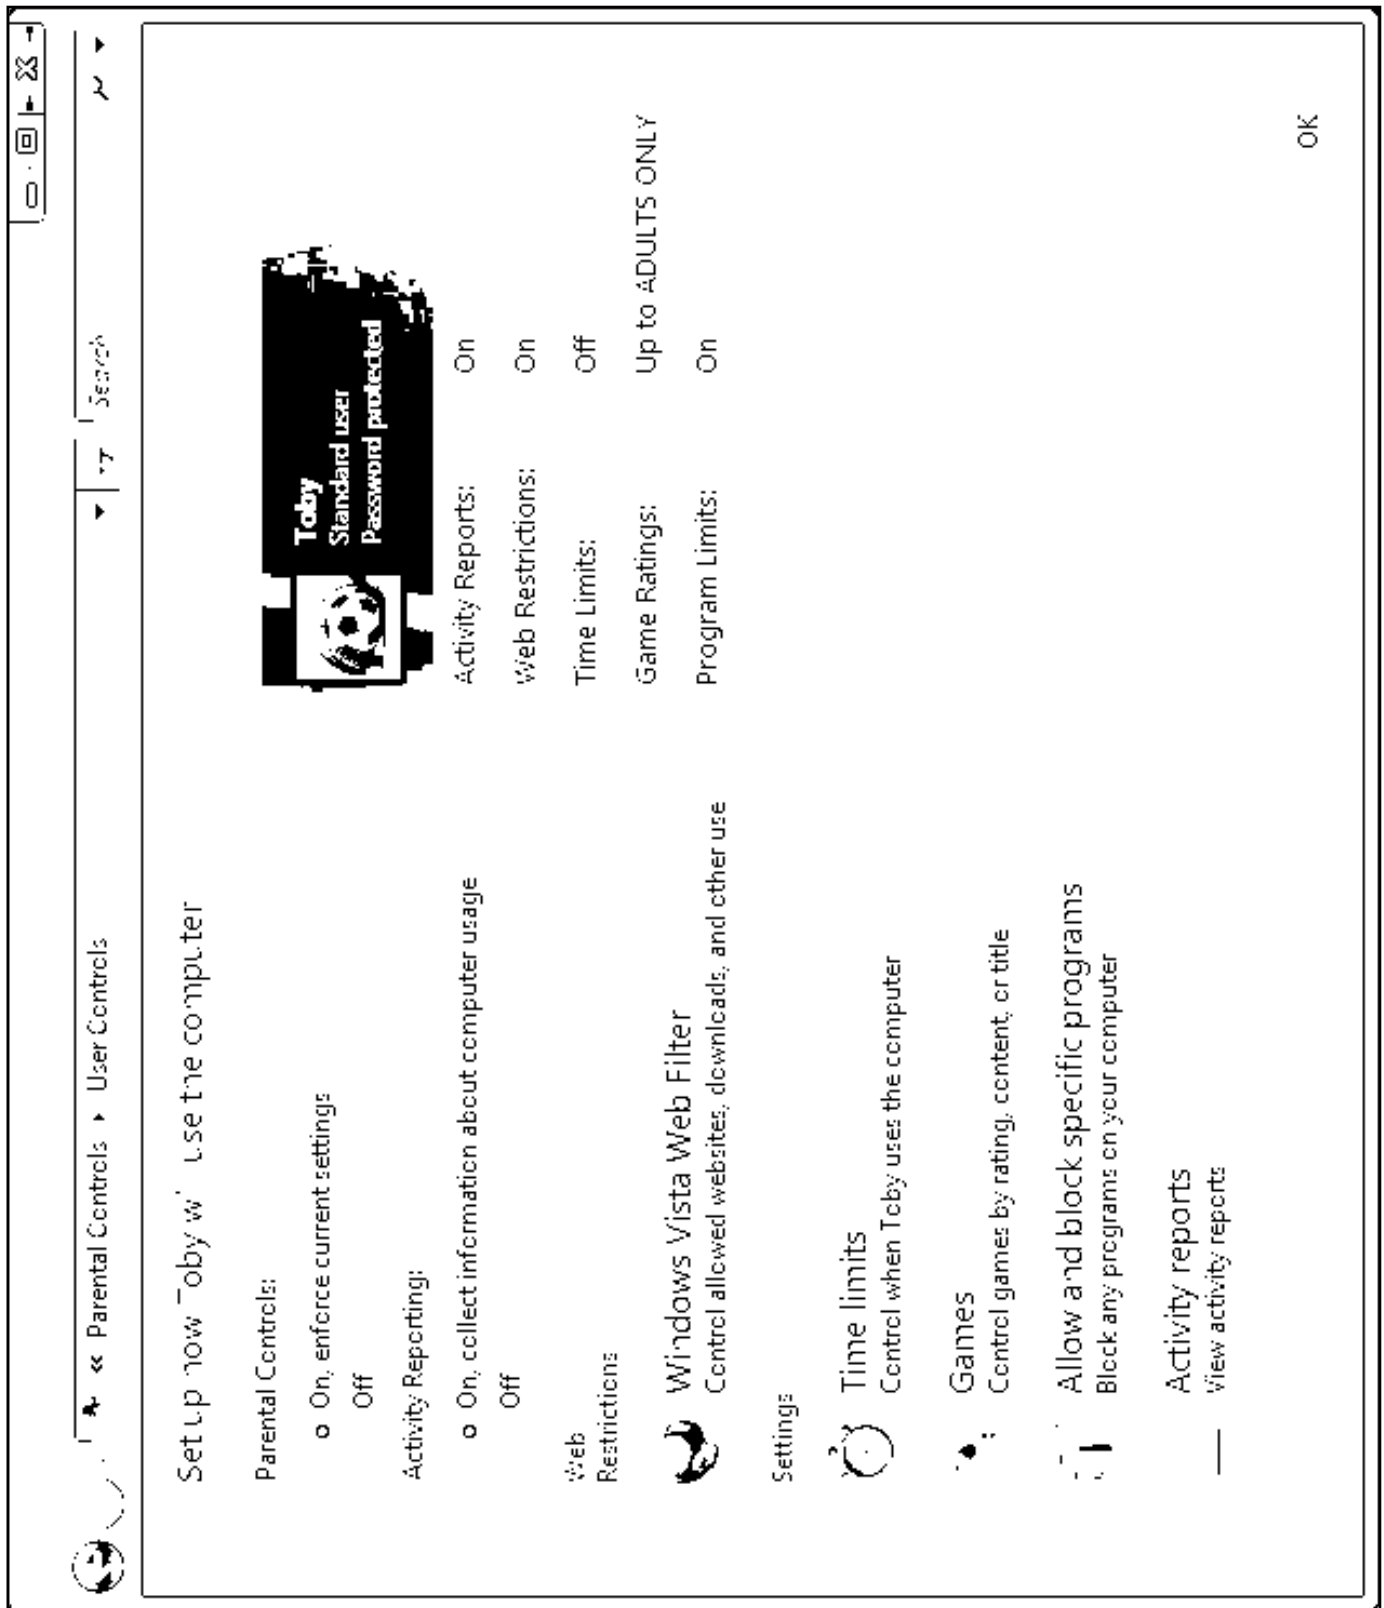 « Parental Controls ▸ User Controls
Search
Set up how Toby will use the computer
Parental Controls:
On, enforce current settings
Off
Activity Reporting:
On, collect information about computer usage
Off
Web
Restrictions
Windows Vista Web Filter
Control allowed websites, downloads, and other use
Settings
Time limits
Control when Toby uses the computer
Games
Control games by rating, content, or title
Allow and block specific programs
Block any programs on your computer
Activity reports
View activity reports
Toby
Standard user
Password protected
Activity Reports: On
Web Restrictions: On
Time Limits: Off
Game Ratings: Up to ADULTS ONLY
Program Limits: On
OK